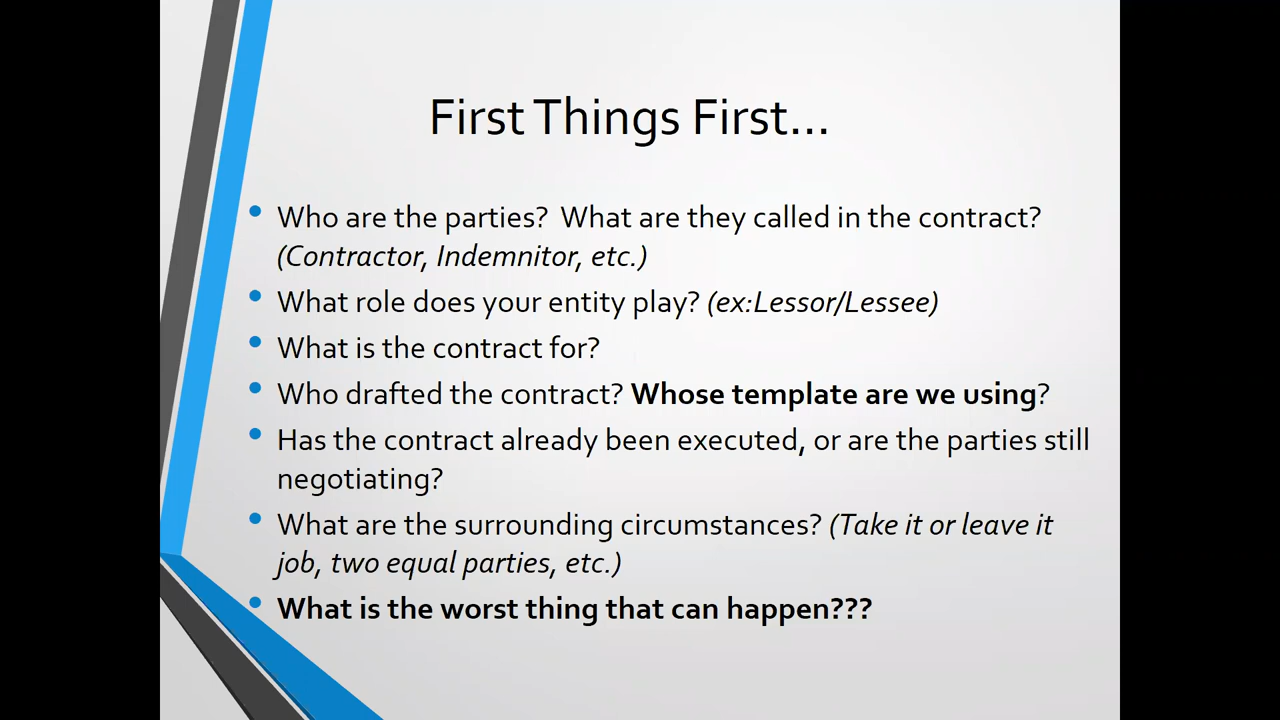 First Things First...
• Who are the parties?  What are they called in the contract?
(Contractor, Indemnitor, etc.)
• What role does your entity play? (ex:Lessor/Lessee)
• What is the contract for?
• Who drafted the contract? Whose template are we using?
• Has the contract already been executed, or are the parties still
negotiating?
• What are the surrounding circumstances? (Take it or leave it
job, two equal parties, etc.)
• What is the worst thing that can happen???